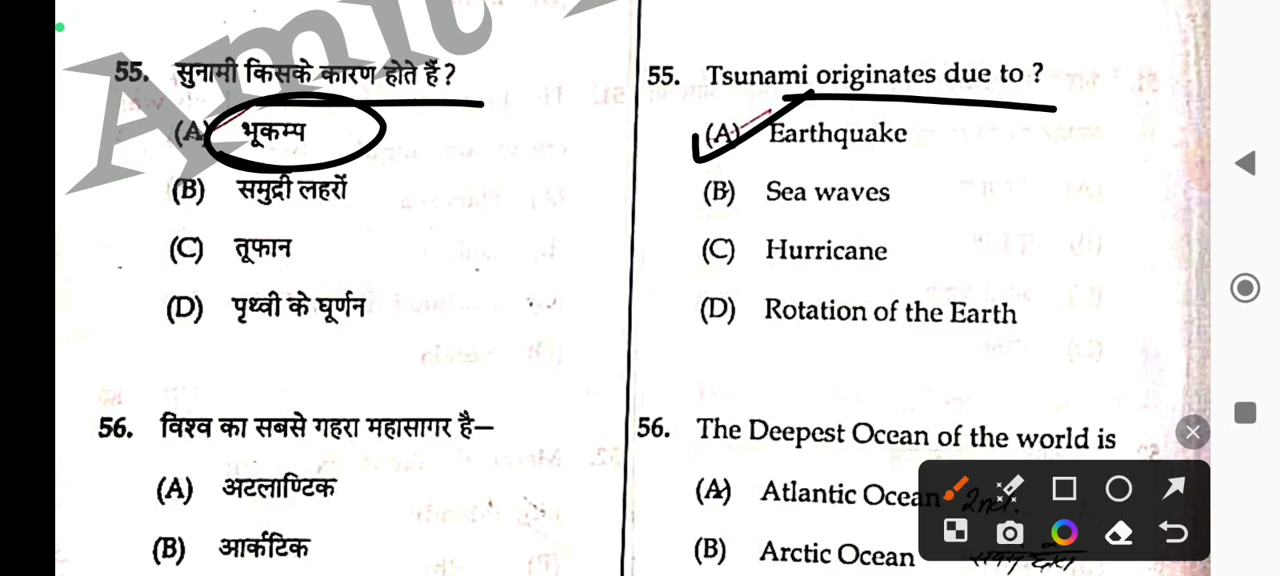 Amit
55. सुनामी किसके कारण होते हैं ?
(A) भूकम्प
(B) समुद्री लहरों
(C) तूफान
(D) पृथ्वी के घूर्णन
56. विश्व का सबसे गहरा महासागर है—
(A) अटलाण्टिक
(B) आर्कटिक
55. Tsunami originates due to ?
(A) Earthquake
(B) Sea waves
(C) Hurricane
(D) Rotation of the Earth
56. The Deepest Ocean of the world is
(A) Atlantic Ocean 2nd.
(B) Arctic Ocean